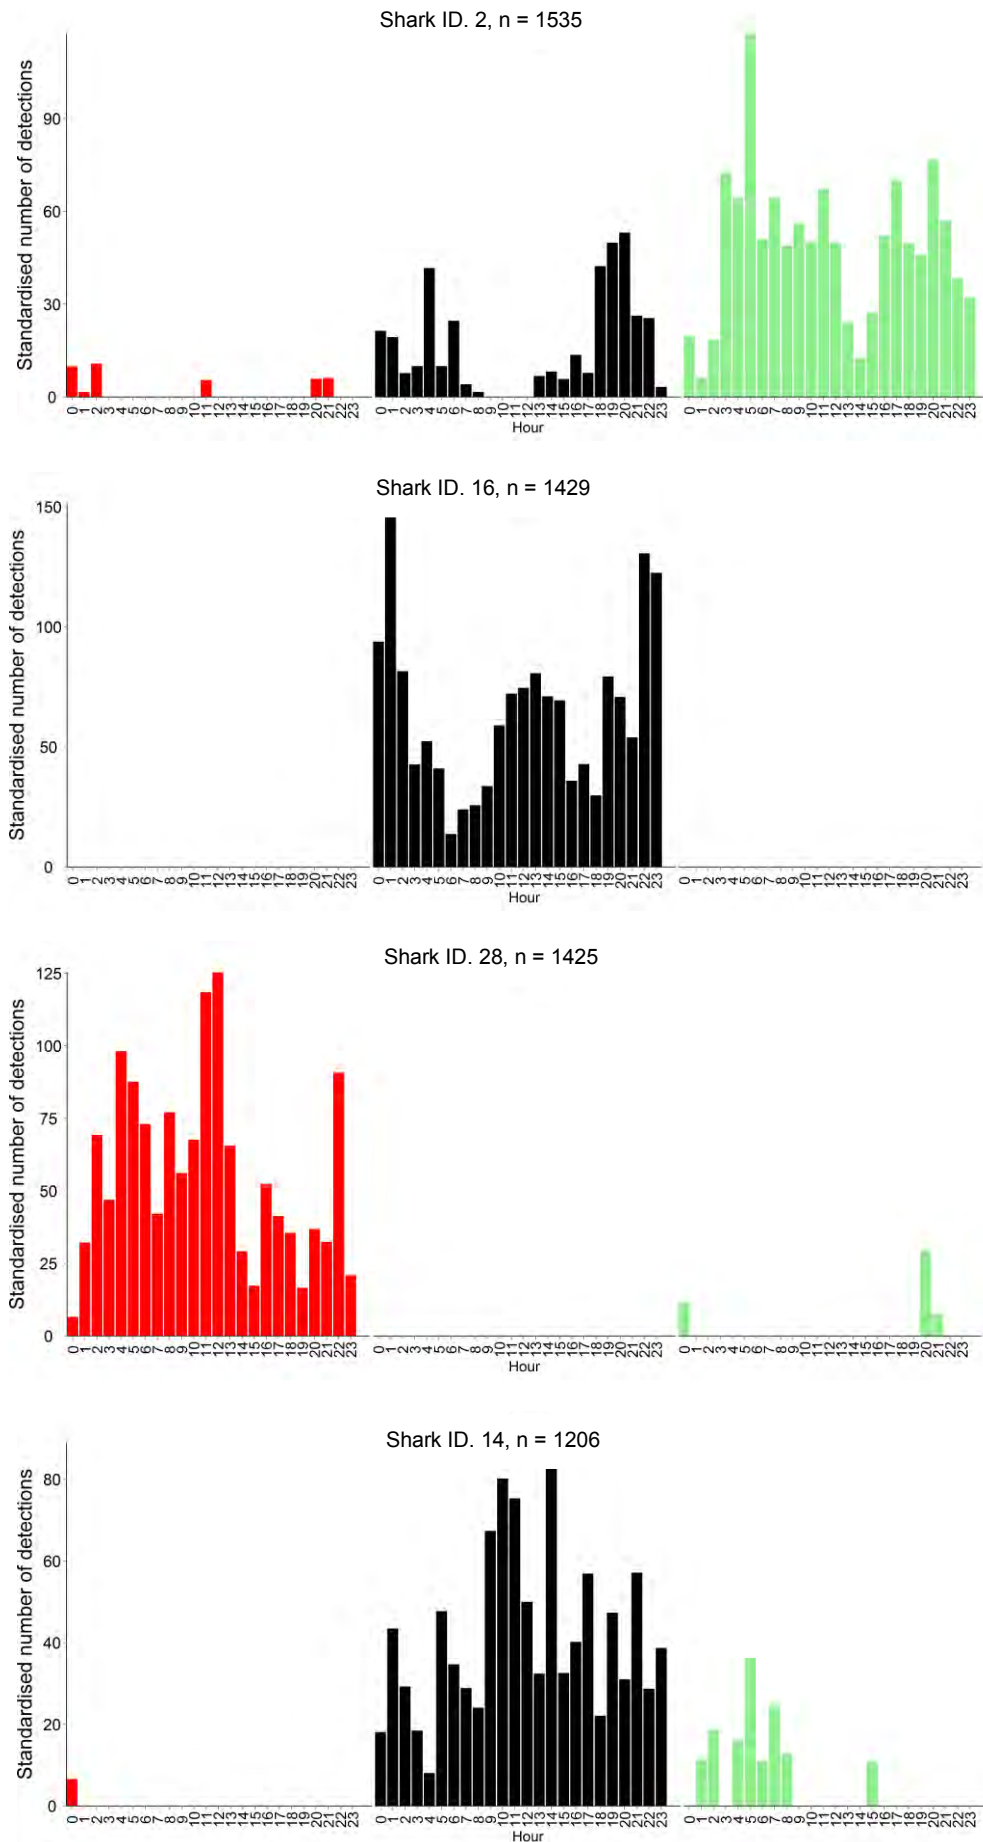 Shark ID. 2, n = 1535
Standardised number of detections
90
60
30
0
0 1 2 3 4 5 6 7 8 9 10 11 12 13 14 15 16 17 18 19 20 21 22 23 0 1 2 3 4 5 6 7 8 9 10 11 12 13 14 15 16 17 18 19 20 21 22 23 0 1 2 3 4 5 6 7 8 9 10 11 12 13 14 15 16 17 18 19 20 21 22 23
Hour
Shark ID. 16, n = 1429
Standardised number of detections
150
100
50
0
0 1 2 3 4 5 6 7 8 9 10 11 12 13 14 15 16 17 18 19 20 21 22 23 0 1 2 3 4 5 6 7 8 9 10 11 12 13 14 15 16 17 18 19 20 21 22 23 0 1 2 3 4 5 6 7 8 9 10 11 12 13 14 15 16 17 18 19 20 21 22 23
Hour
Shark ID. 28, n = 1425
Standardised number of detections
125
100
75
50
25
0
0 1 2 3 4 5 6 7 8 9 10 11 12 13 14 15 16 17 18 19 20 21 22 23 0 1 2 3 4 5 6 7 8 9 10 11 12 13 14 15 16 17 18 19 20 21 22 23 0 1 2 3 4 5 6 7 8 9 10 11 12 13 14 15 16 17 18 19 20 21 22 23
Hour
Shark ID. 14, n = 1206
Standardised number of detections
80
60
40
20
0
0 1 2 3 4 5 6 7 8 9 10 11 12 13 14 15 16 17 18 19 20 21 22 23 0 1 2 3 4 5 6 7 8 9 10 11 12 13 14 15 16 17 18 19 20 21 22 23 0 1 2 3 4 5 6 7 8 9 10 11 12 13 14 15 16 17 18 19 20 21 22 23
Hour